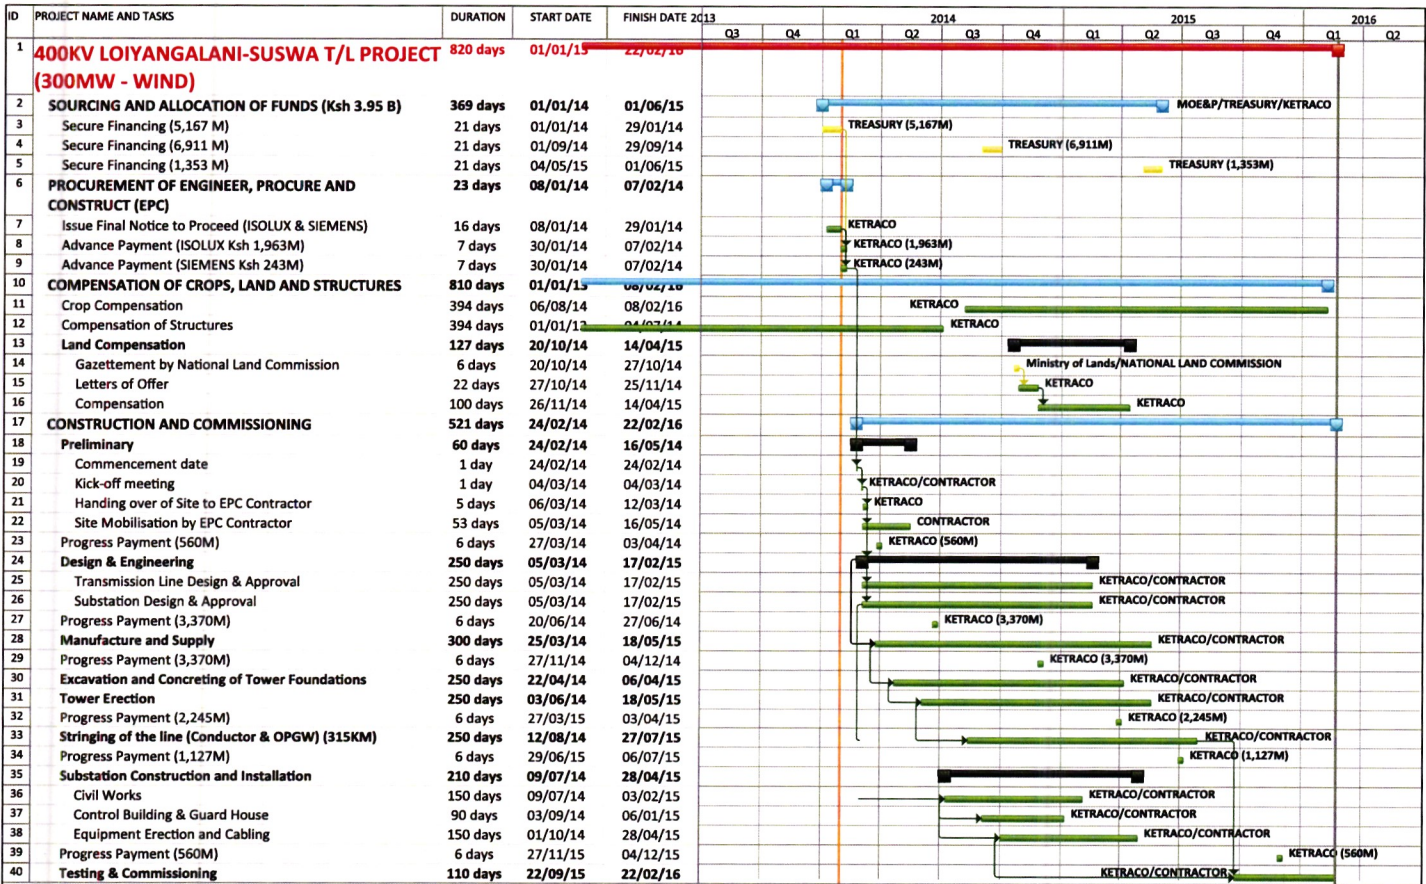 ID PROJECT NAME AND TASKS DURATION START DATE FINISH DATE 2013 2014 2015 2016
Q3 Q4 Q1 Q2 Q3 Q4 Q1 Q2 Q3 Q4 Q1
1 400KV LOIYANGALANI-SUSWA T/L PROJECT 820 days 01/01/13 22/02/16
(300MW - WIND)
2 SOURCING AND ALLOCATION OF FUNDS (Ksh 3.95 B) 369 days 01/01/14 01/06/15 MOE&P/TREASURY/KETRACO
3 Secure Financing (5,167 M) 21 days 01/01/14 29/01/14 TREASURY (5,167M)
4 Secure Financing (6,911 M) 21 days 01/09/14 29/09/14 TREASURY (6,911M)
5 Secure Financing (1,353 M) 21 days 04/05/15 01/06/15 TREASURY (1,353M)
6 PROCUREMENT OF ENGINEER, PROCURE AND 23 days 08/01/14 07/02/14
CONSTRUCT (EPC)
7 Issue Final Notice to Proceed (ISOLUX & SIEMENS) 16 days 08/01/14 29/01/14 KETRACO
8 Advance Payment (ISOLUX Ksh 1,963M) 7 days 30/01/14 07/02/14 KETRACO (1,963M)
9 Advance Payment (SIEMENS Ksh 243M) 7 days 30/01/14 07/02/14 KETRACO (243M)
10 COMPENSATION OF CROPS, LAND AND STRUCTURES 810 days 01/01/13 08/02/16
11 Crop Compensation 394 days 06/08/14 08/02/16 KETRACO
12 Compensation of Structures 394 days 01/01/13 04/07/14 KETRACO
13 Land Compensation 127 days 20/10/14 14/04/15
14 Gazettement by National Land Commission 6 days 20/10/14 27/10/14 Ministry of Lands/NATIONAL LAND COMMISSION
15 Letters of Offer 22 days 27/10/14 25/11/14 KETRACO
16 Compensation 100 days 26/11/14 14/04/15 KETRACO
17 CONSTRUCTION AND COMMISSIONING 521 days 24/02/14 22/02/16
18 Preliminary 60 days 24/02/14 16/05/14
19 Commencement date 1 day 24/02/14 24/02/14
20 Kick-off meeting 1 day 04/03/14 04/03/14 KETRACO/CONTRACTOR
21 Handing over of Site to EPC Contractor 5 days 06/03/14 12/03/14 KETRACO
22 Site Mobilisation by EPC Contractor 53 days 05/03/14 16/05/14 CONTRACTOR
23 Progress Payment (560M) 6 days 27/03/14 03/04/14 KETRACO (560M)
24 Design & Engineering 250 days 05/03/14 17/02/15
25 Transmission Line Design & Approval 250 days 05/03/14 17/02/15 KETRACO/CONTRACTOR
26 Substation Design & Approval 250 days 05/03/14 17/02/15 KETRACO/CONTRACTOR
27 Progress Payment (3,370M) 6 days 20/06/14 27/06/14 KETRACO (3,370M)
28 Manufacture and Supply 300 days 25/03/14 18/05/15 KETRACO/CONTRACTOR
29 Progress Payment (3,370M) 6 days 27/11/14 04/12/14 KETRACO (3,370M)
30 Excavation and Concreting of Tower Foundations 250 days 22/04/14 06/04/15 KETRACO/CONTRACTOR
31 Tower Erection 250 days 03/06/14 18/05/15 KETRACO/CONTRACTOR
32 Progress Payment (2,245M) 6 days 27/03/15 03/04/15 KETRACO (2,245M)
33 Stringing of the line (Conductor & OPGW) (315KM) 250 days 12/08/14 27/07/15 KETRACO/CONTRACTOR
34 Progress Payment (1,127M) 6 days 29/06/15 06/07/15 KETRACO (1,127M)
35 Substation Construction and Installation 210 days 09/07/14 28/04/15
36 Civil Works 150 days 09/07/14 03/02/15 KETRACO/CONTRACTOR
37 Control Building & Guard House 90 days 03/09/14 06/01/15 KETRACO/CONTRACTOR
38 Equipment Erection and Cabling 150 days 01/10/14 28/04/15 KETRACO/CONTRACTOR
39 Progress Payment (560M) 6 days 27/11/15 04/12/15 KETRACO (560M)
40 Testing & Commissioning 110 days 22/09/15 22/02/16 KETRACO/CONTRACTOR